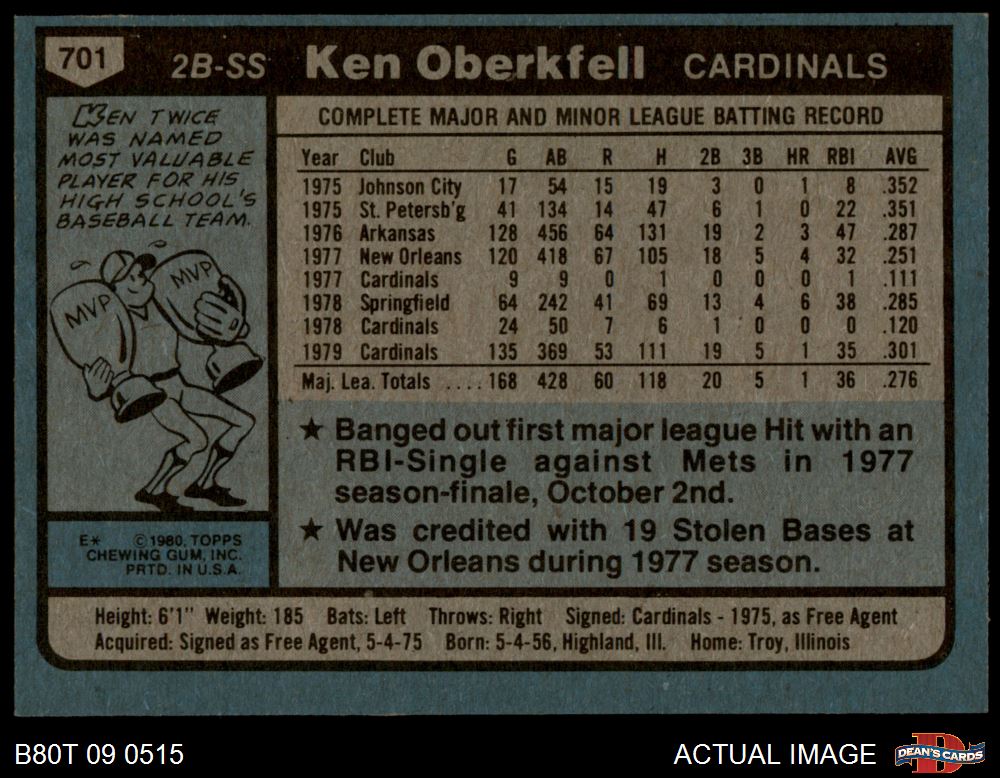 701 2B-SS Ken Oberkfell CARDINALS
KEN TWICE
WAS NAMED
MOST VALUABLE
PLAYER FOR HIS
HIGH SCHOOL'S
BASEBALL TEAM.
MVP
MVP
E* ©1980, TOPPS
CHEWING GUM, INC.
PRTD. IN U.S.A.
COMPLETE MAJOR AND MINOR LEAGUE BATTING RECORD
Year Club G AB R H 2B 3B HR RBI AVG
1975 Johnson City 17 54 15 19 3 0 1 8 .352
1975 St. Petersb'g 41 134 14 47 6 1 0 22 .351
1976 Arkansas 128 456 64 131 19 2 3 47 .287
1977 New Orleans 120 418 67 105 18 5 4 32 .251
1977 Cardinals 9 9 0 1 0 0 0 1 .111
1978 Springfield 64 242 41 69 13 4 6 38 .285
1978 Cardinals 24 50 7 6 1 0 0 0 .120
1979 Cardinals 135 369 53 111 19 5 1 35 .301
Maj. Lea. Totals .... 168 428 60 118 20 5 1 36 .276
★ Banged out first major league Hit with an
RBI-Single against Mets in 1977
season-finale, October 2nd.
★ Was credited with 19 Stolen Bases at
New Orleans during 1977 season.
Height: 6'1" Weight: 185 Bats: Left Throws: Right Signed: Cardinals - 1975, as Free Agent
Acquired: Signed as Free Agent, 5-4-75 Born: 5-4-56, Highland, Ill. Home: Troy, Illinois
B80T 09 0515 ACTUAL IMAGE DEAN'S CARDS